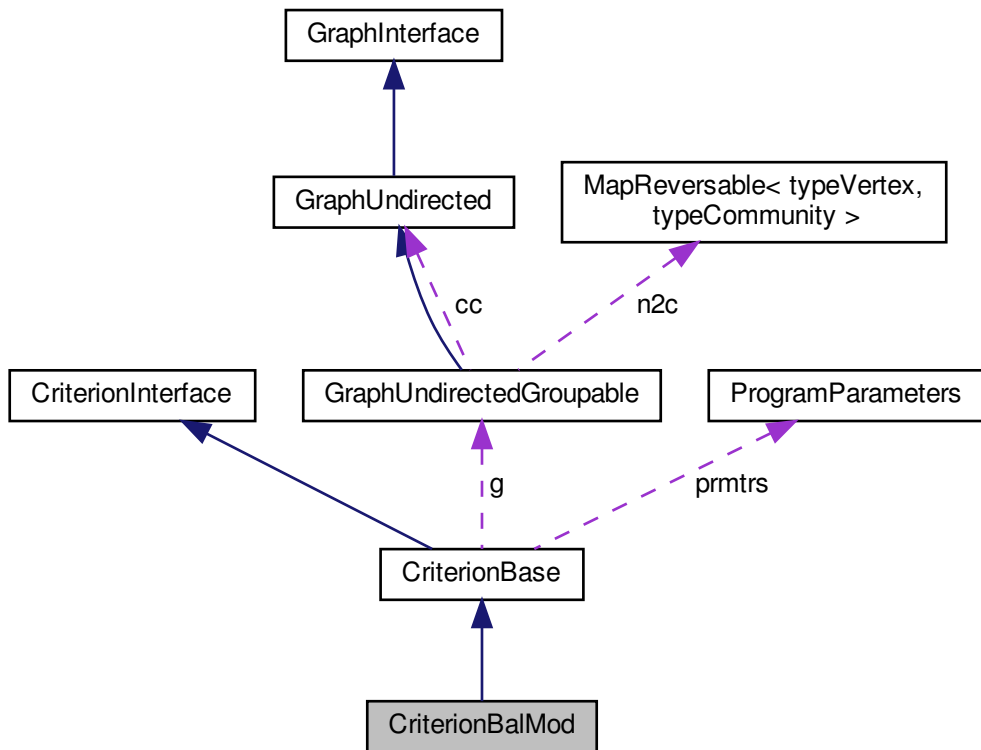 GraphInterface
GraphUndirected
MapReversable< typeVertex,
typeCommunity >
cc
n2c
CriterionInterface
GraphUndirectedGroupable
ProgramParameters
g
prmtrs
CriterionBase
CriterionBalMod